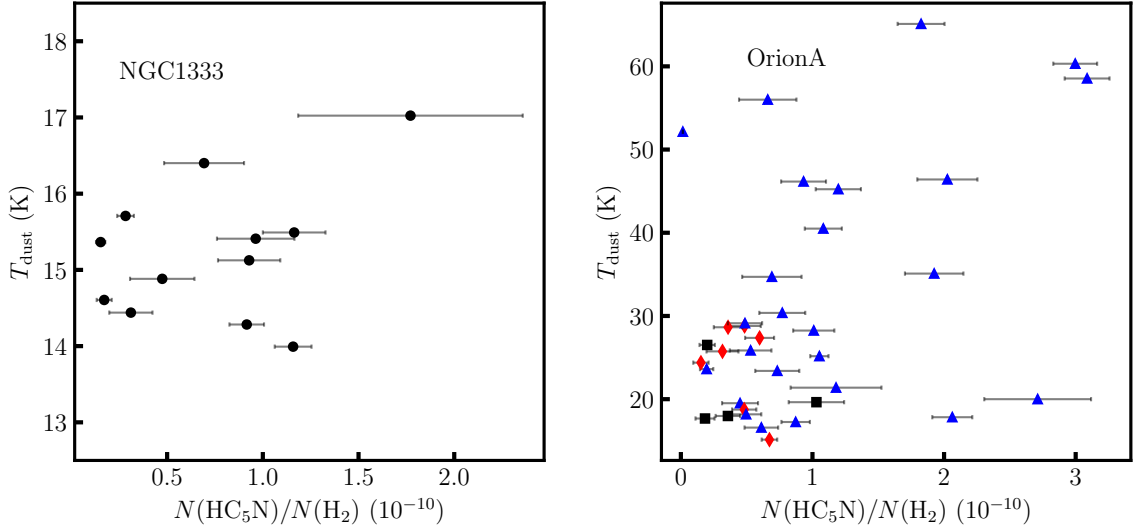 NGC1333
18
17
16
15
14
13
T_dust (K)
0.5 1.0 1.5 2.0
N(HC₅N)/N(H₂) (10⁻¹⁰)
OrionA
60
50
40
30
20
T_dust (K)
0 1 2 3
N(HC₅N)/N(H₂) (10⁻¹⁰)